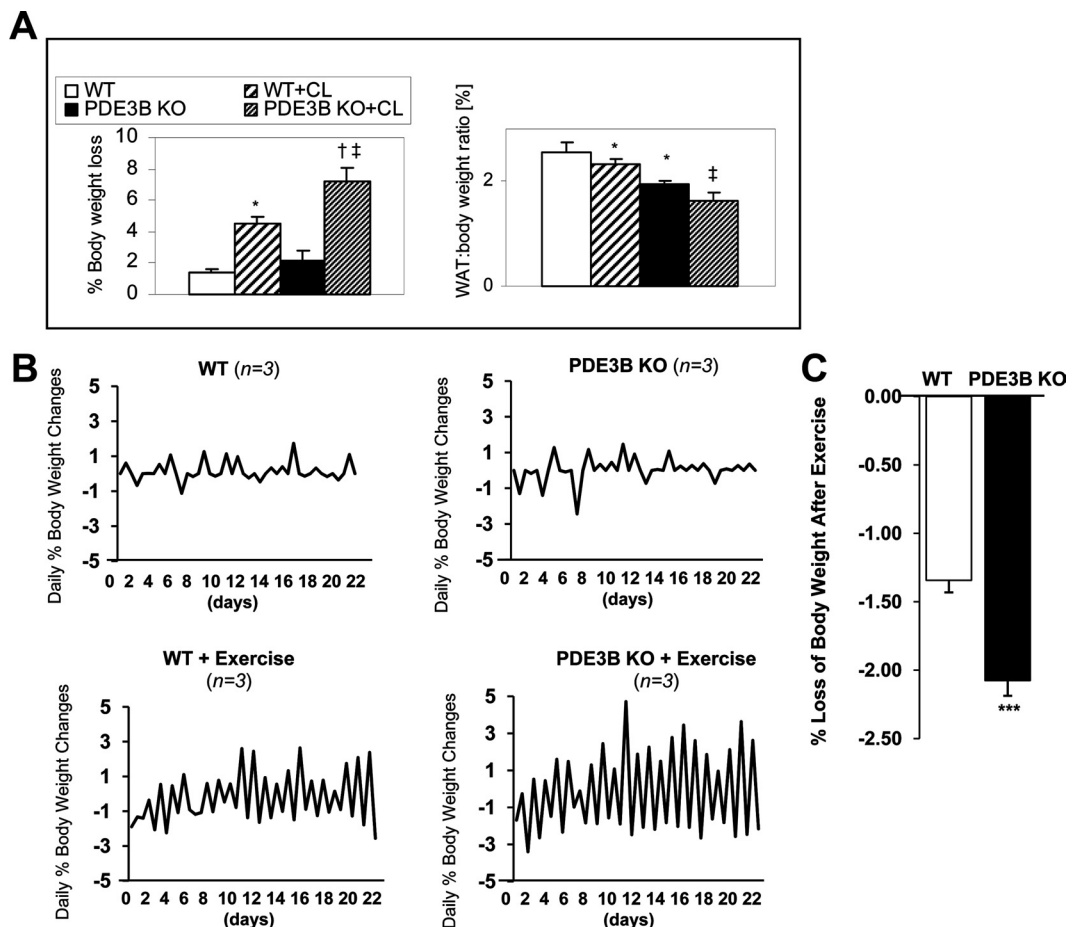 A
WT
WT+CL
PDE3B KO
PDE3B KO+CL
% Body weight loss
10
8
6
4
2
0
*
† ‡
WAT:body weight ratio [%]
2
0
*
*
‡
B
WT (n=3)
Daily % Body Weight Changes
5
3
1
-1
-3
-5
0 2 4 6 8 10 12 14 16 18 20 22
(days)
PDE3B KO (n=3)
Daily % Body Weight Changes
5
3
1
-1
-3
-5
0 2 4 6 8 10 12 14 16 18 20 22
(days)
WT + Exercise
(n=3)
Daily % Body Weight Changes
5
3
1
-1
-3
-5
0 2 4 6 8 10 12 14 16 18 20 22
(days)
PDE3B KO + Exercise
(n=3)
Daily % Body Weight Changes
5
3
1
-1
-3
-5
0 2 4 6 8 10 12 14 16 18 20 22
(days)
C
WT PDE3B KO
% Loss of Body Weight After Exercise
0.00
-0.50
-1.00
-1.50
-2.00
-2.50
***